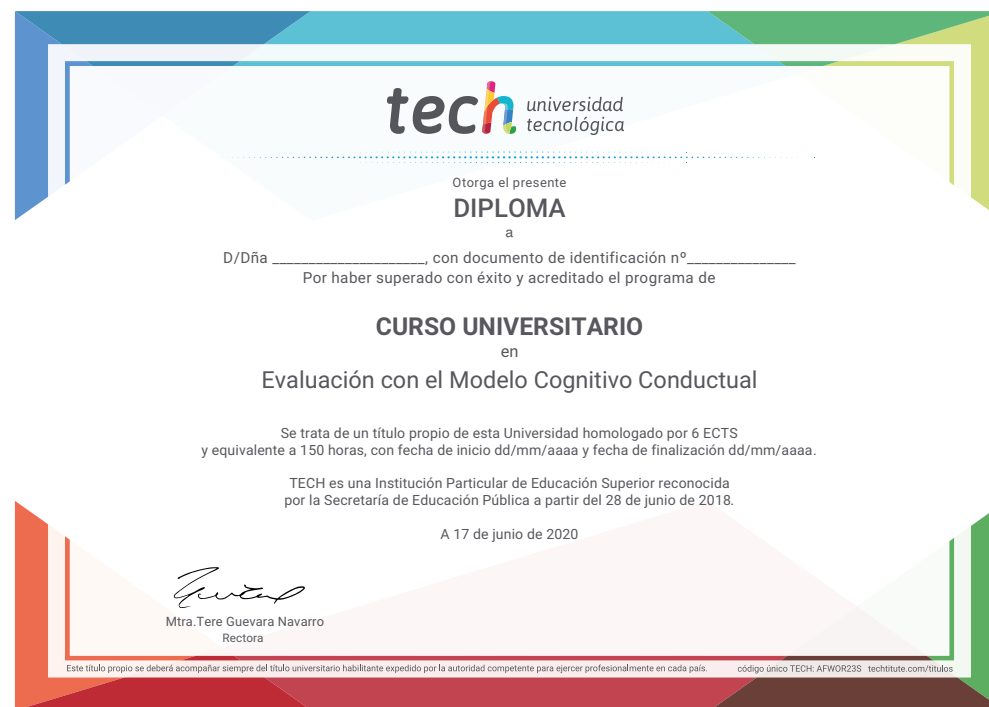 tech universidad
tecnológica
Otorga el presente
DIPLOMA
a
D/Dña _____________________, con documento de identificación nº_______________
Por haber superado con éxito y acreditado el programa de
CURSO UNIVERSITARIO
en
Evaluación con el Modelo Cognitivo Conductual
Se trata de un título propio de esta Universidad homologado por 6 ECTS
y equivalente a 150 horas, con fecha de inicio dd/mm/aaaa y fecha de finalización dd/mm/aaaa.
TECH es una Institución Particular de Educación Superior reconocida
por la Secretaría de Educación Pública a partir del 28 de junio de 2018.
A 17 de junio de 2020
Mtra.Tere Guevara Navarro
Rectora
Este título propio se deberá acompañar siempre del título universitario habilitante expedido por la autoridad competente para ejercer profesionalmente en cada país. código único TECH: AFWOR23S techtitute.com/titulos